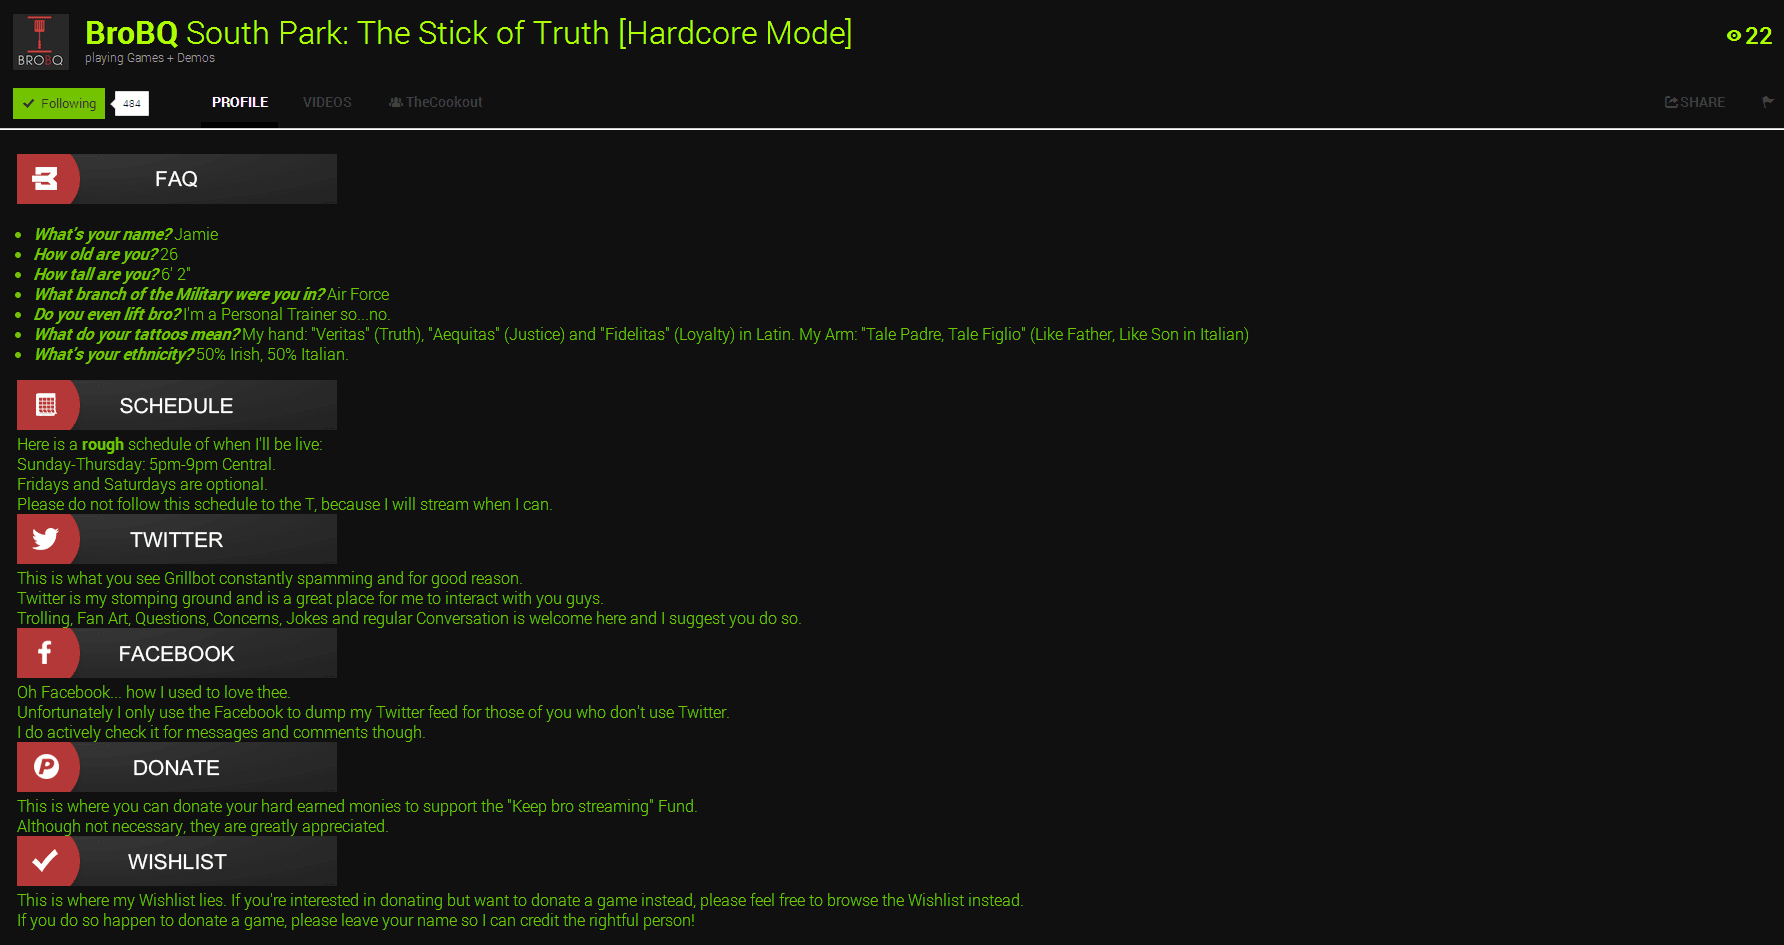 BroBQ South Park: The Stick of Truth [Hardcore Mode]
22
BROBQ
playing Games + Demos
Following
484
PROFILE
VIDEOS
TheCookout
SHARE
FAQ
What's your name? Jamie
How old are you? 26
How tall are you? 6' 2"
What branch of the Military were you in? Air Force
Do you even lift bro? I'm a Personal Trainer so...no.
What do your tattoos mean? My hand: "Veritas" (Truth), "Aequitas" (Justice) and "Fidelitas" (Loyalty) in Latin. My Arm: "Tale Padre, Tale Figlio" (Like Father, Like Son in Italian)
What's your ethnicity? 50% Irish, 50% Italian.
SCHEDULE
Here is a rough schedule of when I'll be live:
Sunday-Thursday: 5pm-9pm Central.
Fridays and Saturdays are optional.
Please do not follow this schedule to the T, because I will stream when I can.
TWITTER
This is what you see Grillbot constantly spamming and for good reason.
Twitter is my stomping ground and is a great place for me to interact with you guys.
Trolling, Fan Art, Questions, Concerns, Jokes and regular Conversation is welcome here and I suggest you do so.
FACEBOOK
Oh Facebook... how I used to love thee.
Unfortunately I only use the Facebook to dump my Twitter feed for those of you who don't use Twitter.
I do actively check it for messages and comments though.
DONATE
This is where you can donate your hard earned monies to support the "Keep bro streaming" Fund.
Although not necessary, they are greatly appreciated.
WISHLIST
This is where my Wishlist lies. If you're interested in donating but want to donate a game instead, please feel free to browse the Wishlist instead.
If you do so happen to donate a game, please leave your name so I can credit the rightful person!